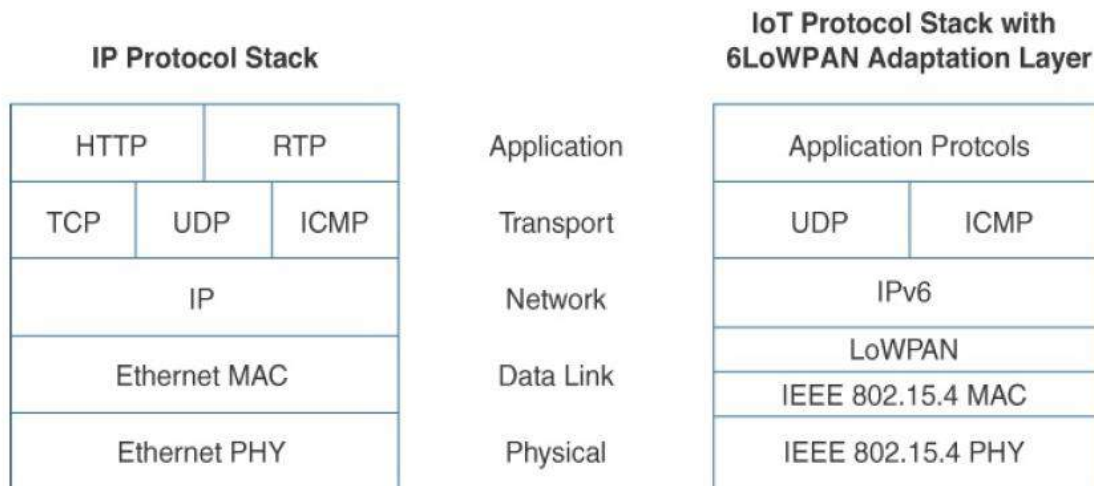 IP Protocol Stack
IoT Protocol Stack with
6LoWPAN Adaptation Layer
HTTP RTP Application Application Protcols
TCP UDP ICMP Transport UDP ICMP
IP Network IPv6
Ethernet MAC Data Link LoWPAN
IEEE 802.15.4 MAC
Ethernet PHY Physical IEEE 802.15.4 PHY